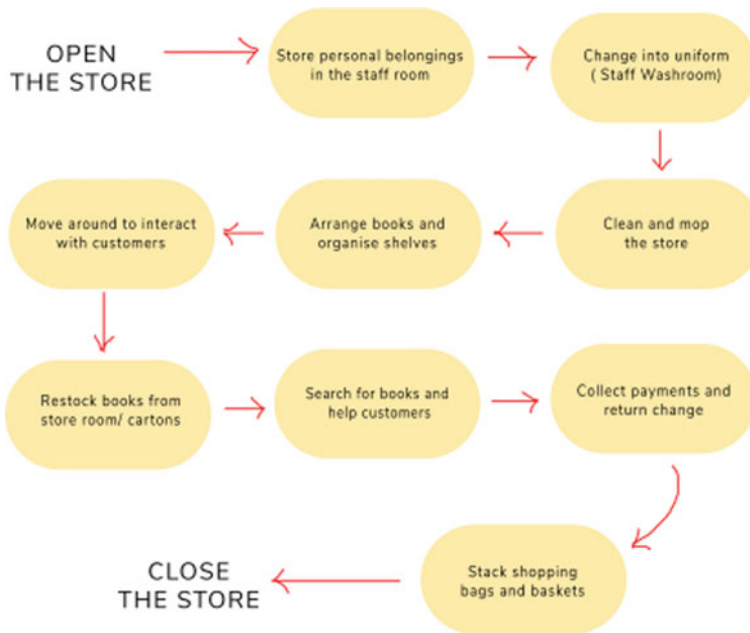 OPEN
THE STORE
Store personal belongings
in the staff room
Change into uniform
( Staff Washroom)
Clean and mop
the store
Arrange books and
organise shelves
Move around to interact
with customers
Restock books from
store room/ cartons
Search for books and
help customers
Collect payments and
return change
Stack shopping
bags and baskets
CLOSE
THE STORE